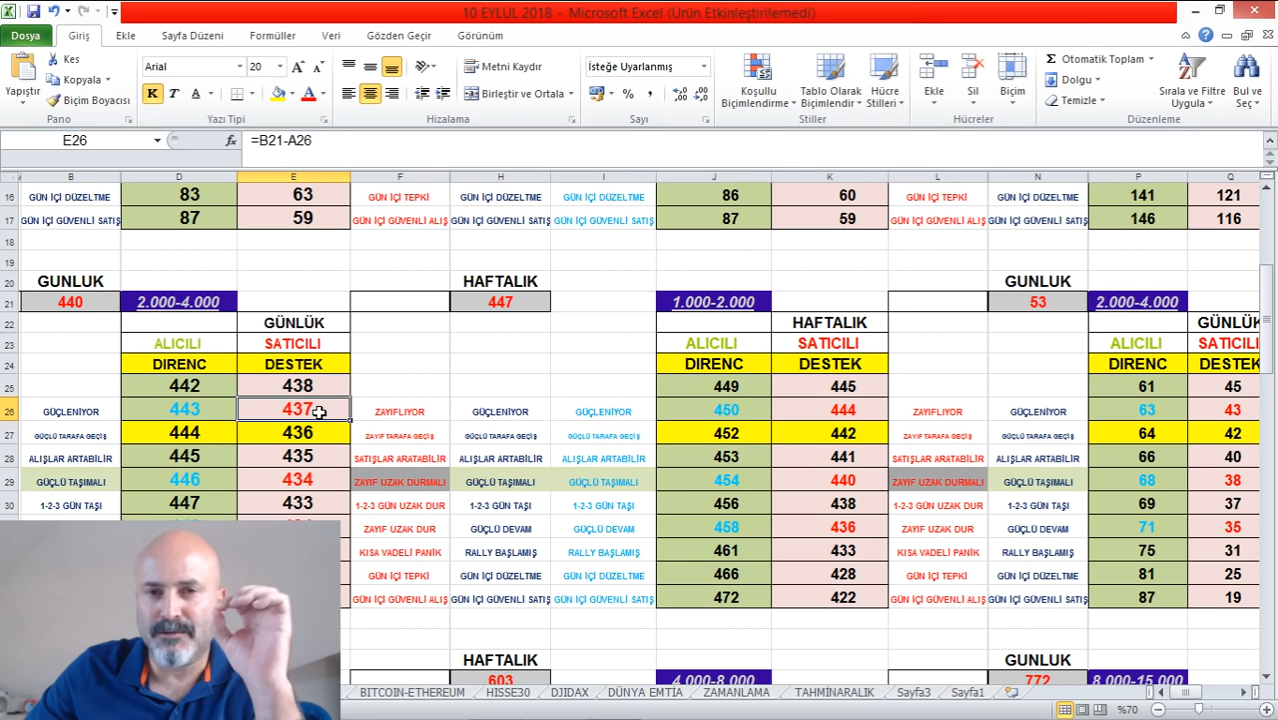 10 EYLÜL 2018 - Microsoft Excel (Ürün Etkinleştirilemedi)
Dosya Giriş Ekle Sayfa Düzeni Formüller Veri Gözden Geçir Görünüm
Yapıştır
Kes
Kopyala
Biçim Boyacısı
Pano
Arial 20
K T A
Yazı Tipi
Metni Kaydır
Birleştir ve Ortala
Hizalama
İsteğe Uyarlanmış
%
Sayı
Koşullu Biçimlendirme
Tablo Olarak Biçimlendir
Hücre Stilleri
Stiller
Ekle Sil Biçim
Hücreler
Otomatik Toplam
Dolgu
Temizle
Sırala ve Filtre Uygula
Bul ve Seç
Düzenleme
E26 fx =B21-A26
A B D E F H I J K L N P Q
16 GÜN İÇİ DÜZELTME 83 63 GÜN İÇİ TEPKİ GÜN İÇİ DÜZELTME GÜN İÇİ DÜZELTME 86 60 GÜN İÇİ TEPKİ GÜN İÇİ DÜZELTME 141 121
17 GÜN İÇİ GÜVENLİ SATIŞ 87 59 GÜN İÇİ GÜVENLİ ALIŞ GÜN İÇİ GÜVENLİ SATIŞ GÜN İÇİ GÜVENLİ SATIŞ 87 59 GÜN İÇİ GÜVENLİ ALIŞ GÜN İÇİ GÜVENLİ SATIŞ 146 116
18
19
20 GUNLUK HAFTALIK GUNLUK
21 440 2.000-4.000 447 1.000-2.000 53 2.000-4.000
22 GÜNLÜK HAFTALIK GÜNLÜK
23 ALICILI SATICILI ALICILI SATICILI ALICILI SATICILI
24 DIRENC DESTEK DIRENC DESTEK DIRENC DESTEK
25 442 438 449 445 61 45
26 GÜÇLENİYOR 443 437 ZAYIFLIYOR GÜÇLENİYOR GÜÇLENİYOR 450 444 ZAYIFLIYOR GÜÇLENİYOR 63 43
27 GÜÇLÜ TARAFA GEÇİŞ 444 436 ZAYIF TARAFA GEÇİŞ GÜÇLÜ TARAFA GEÇİŞ GÜÇLÜ TARAFA GEÇİŞ 452 442 ZAYIF TARAFA GEÇİŞ GÜÇLÜ TARAFA GEÇİŞ 64 42
28 ALIŞLAR ARTABİLİR 445 435 SATIŞLAR ARATABİLİR ALIŞLAR ARTABİLİR ALIŞLAR ARTABİLİR 453 441 SATIŞLAR ARATABİLİR ALIŞLAR ARTABİLİR 66 40
29 GÜÇLÜ TAŞIMALI 446 434 ZAYIF UZAK DURMALI GÜÇLÜ TAŞIMALI GÜÇLÜ TAŞIMALI 454 440 ZAYIF UZAK DURMALI GÜÇLÜ TAŞIMALI 68 38
30 1-2-3 GÜN TAŞI 447 433 1-2-3 GÜN UZAK DUR 1-2-3 GÜN TAŞI 1-2-3 GÜN TAŞI 456 438 1-2-3 GÜN UZAK DUR 1-2-3 GÜN TAŞI 69 37
ZAYIF UZAK DUR GÜÇLÜ DEVAM GÜÇLÜ DEVAM 458 436 ZAYIF UZAK DUR GÜÇLÜ DEVAM 71 35
KISA VADELİ PANİK RALLY BAŞLAMIŞ RALLY BAŞLAMIŞ 461 433 KISA VADELİ PANİK RALLY BAŞLAMIŞ 75 31
GÜN İÇİ TEPKİ GÜN İÇİ DÜZELTME GÜN İÇİ DÜZELTME 466 428 GÜN İÇİ TEPKİ GÜN İÇİ DÜZELTME 81 25
GÜN İÇİ GÜVENLİ ALIŞ GÜN İÇİ GÜVENLİ SATIŞ GÜN İÇİ GÜVENLİ SATIŞ 472 422 GÜN İÇİ GÜVENLİ ALIŞ GÜN İÇİ GÜVENLİ SATIŞ 87 19
HAFTALIK GUNLUK
603 4.000-8.000 772 8.000-15.000
BITCOIN-ETHEREUM HİSSE30 DJIDAX DÜNYA EMTİA ZAMANLAMA TAHMİNARALIK Sayfa3 Sayfa1
%70